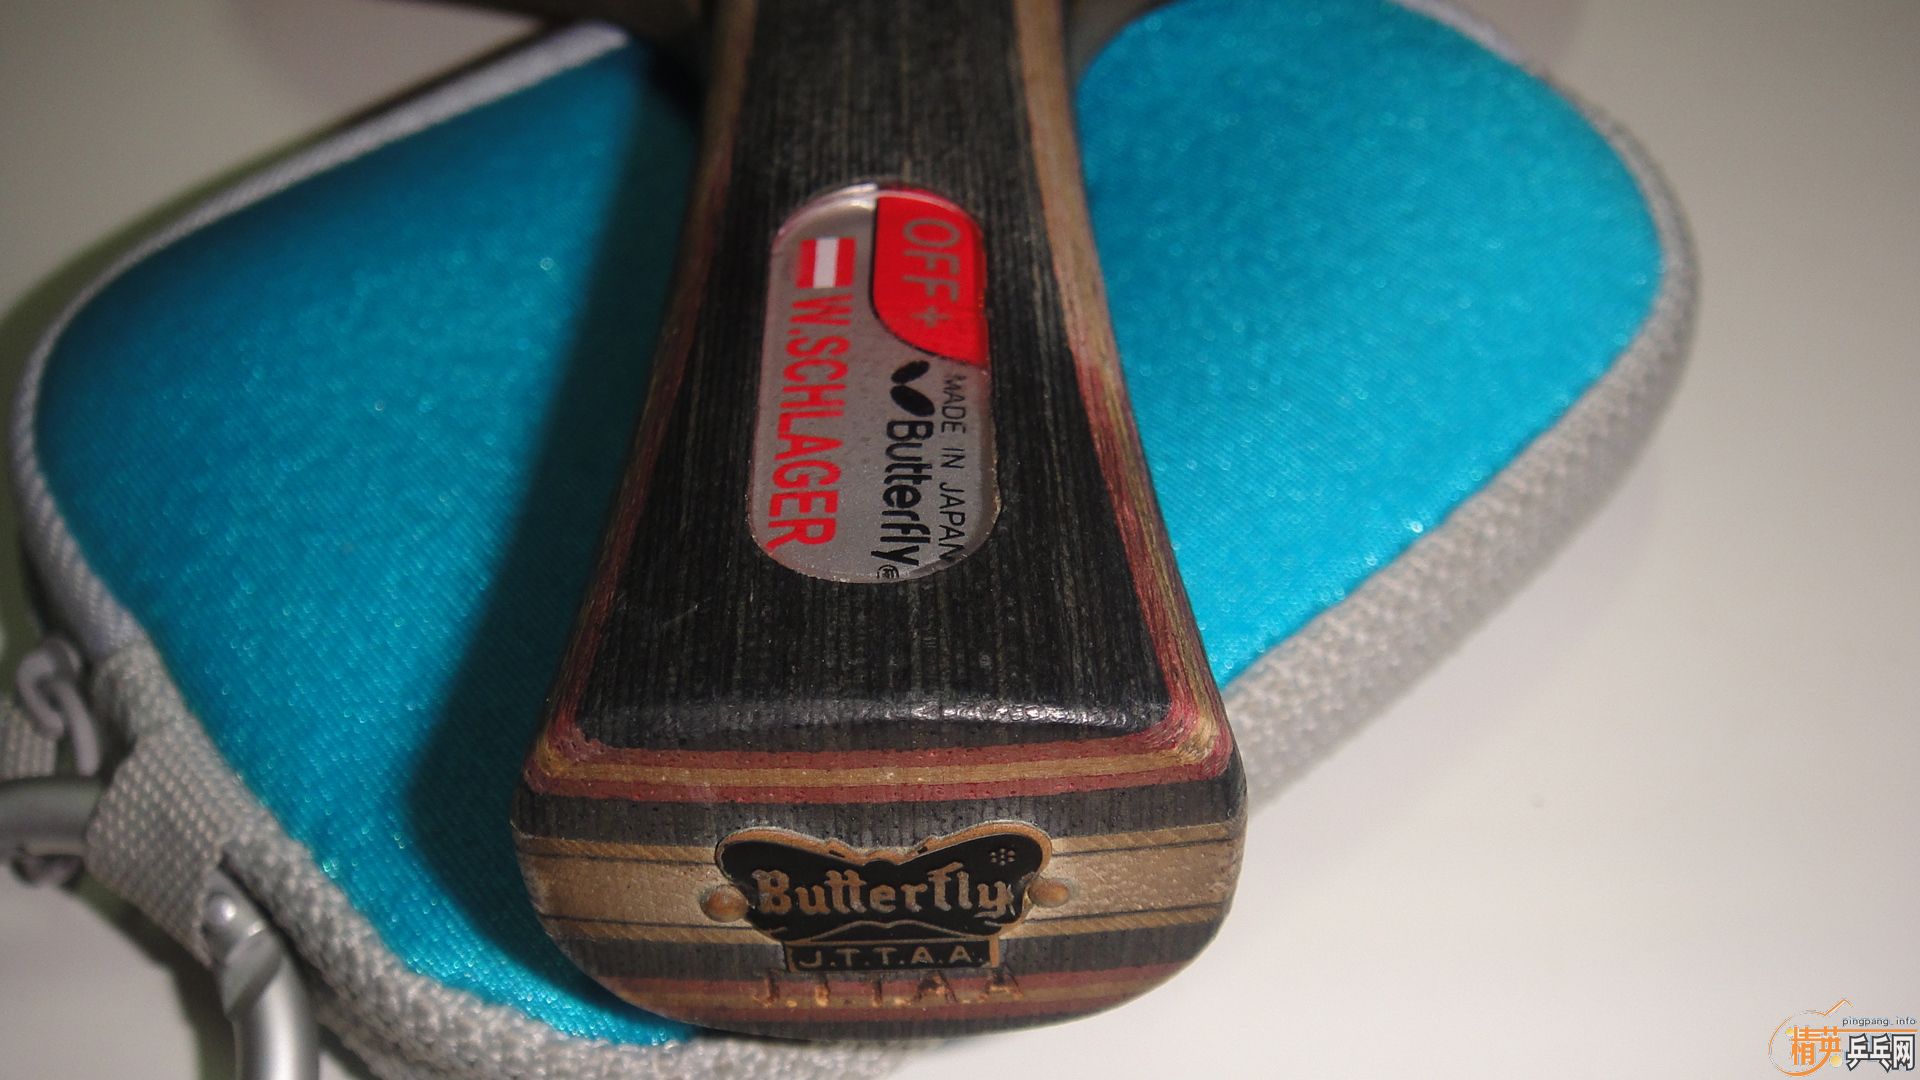 OFF+
MADE IN JAPAN
Butterfly
W.SCHLAGER
Butterfly
J.T.T.A.A.
J.T.T.A.A
pingpang.info
精英乒乓网